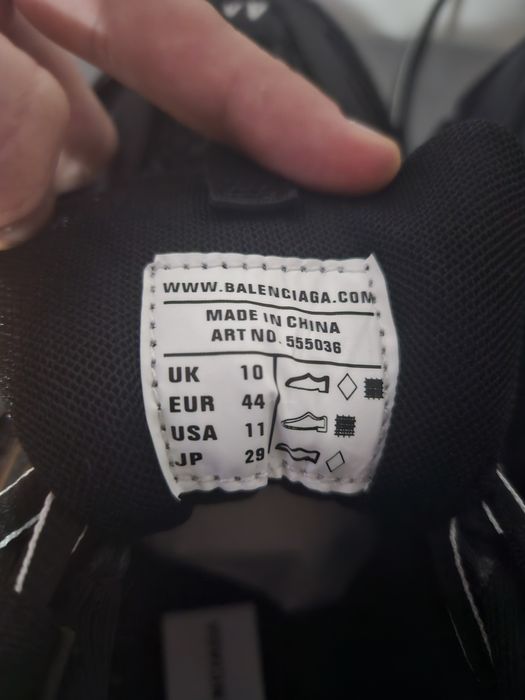 WWW.BALENCIAGA.COM
MADE IN CHINA
ART NO. 555036
UK 10
EUR 44
USA 11
JP 29